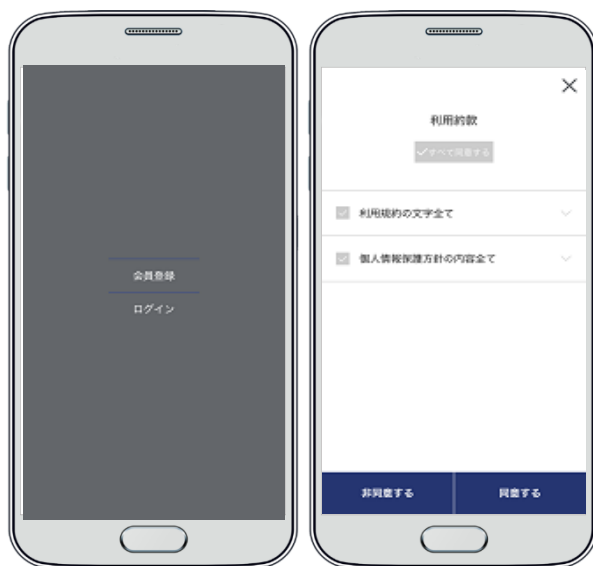 会員登録
ログイン
利用約款
すべて同意する
利用規約の文字全て
個人情報保護方針の内容全て
非同意する
同意する